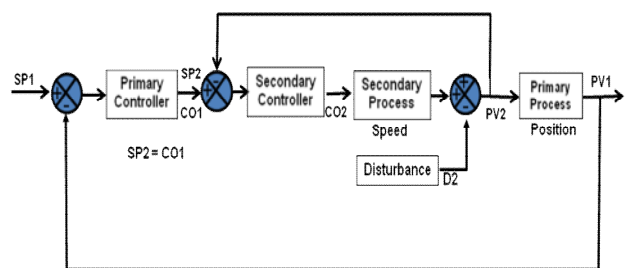 SP1
+
-
Primary
Controller
SP2
CO1
-
+
Secondary
Controller
CO2
Secondary
Process
Speed
+
-
PV2
Primary
Process
Position
PV1
SP2 = CO1
Disturbance
D2